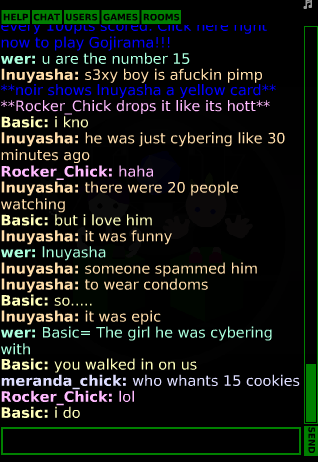 HELP CHAT USERS GAMES ROOMS
every 100pts scored. Click here right
now to play Gojirama!!!
wer: u are the number 15
Inuyasha: s3xy boy is afuckin pimp
**noir shows Inuyasha a yellow card**
**Rocker_Chick drops it like its hott**
Basic: i kno
Inuyasha: he was just cybering like 30
minutes ago
Rocker_Chick: haha
Inuyasha: there were 20 people
watching
Basic: but i love him
Inuyasha: it was funny
wer: Inuyasha
Inuyasha: someone spammed him
Inuyasha: to wear condoms
Basic: so.....
Inuyasha: it was epic
wer: Basic= The girl he was cybering
with
Basic: you walked in on us
meranda_chick: who whants 15 cookies
Rocker_Chick: lol
Basic: i do
SEND